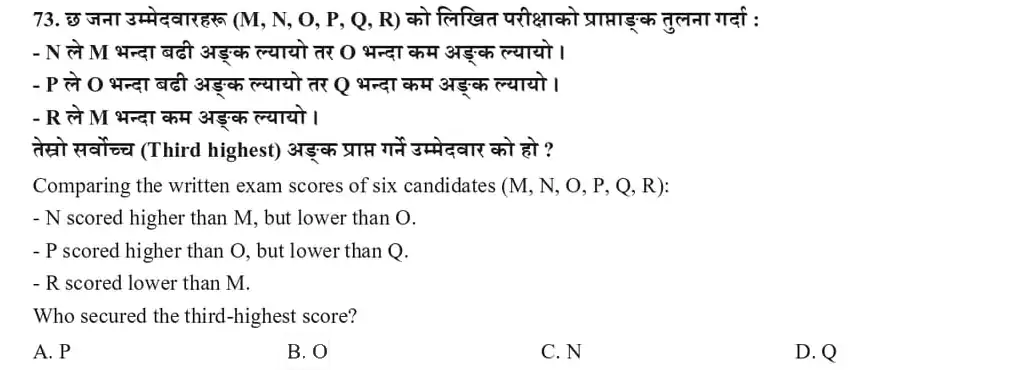 73. छ जना उम्मेदवारहरू (M, N, O, P, Q, R) को लिखित परीक्षाको प्राप्ताङ्क तुलना गर्दा :
- N ले M भन्दा बढी अङ्क ल्यायो तर O भन्दा कम अङ्क ल्यायो ।
- P ले O भन्दा बढी अङ्क ल्यायो तर Q भन्दा कम अङ्क ल्यायो ।
- R ले M भन्दा कम अङ्क ल्यायो ।
तेस्रो सर्वोच्च (Third highest) अङ्क प्राप्त गर्ने उम्मेदवार को हो ?
Comparing the written exam scores of six candidates (M, N, O, P, Q, R):
- N scored higher than M, but lower than O.
- P scored higher than O, but lower than Q.
- R scored lower than M.
Who secured the third-highest score?
A. P B. O C. N D. Q